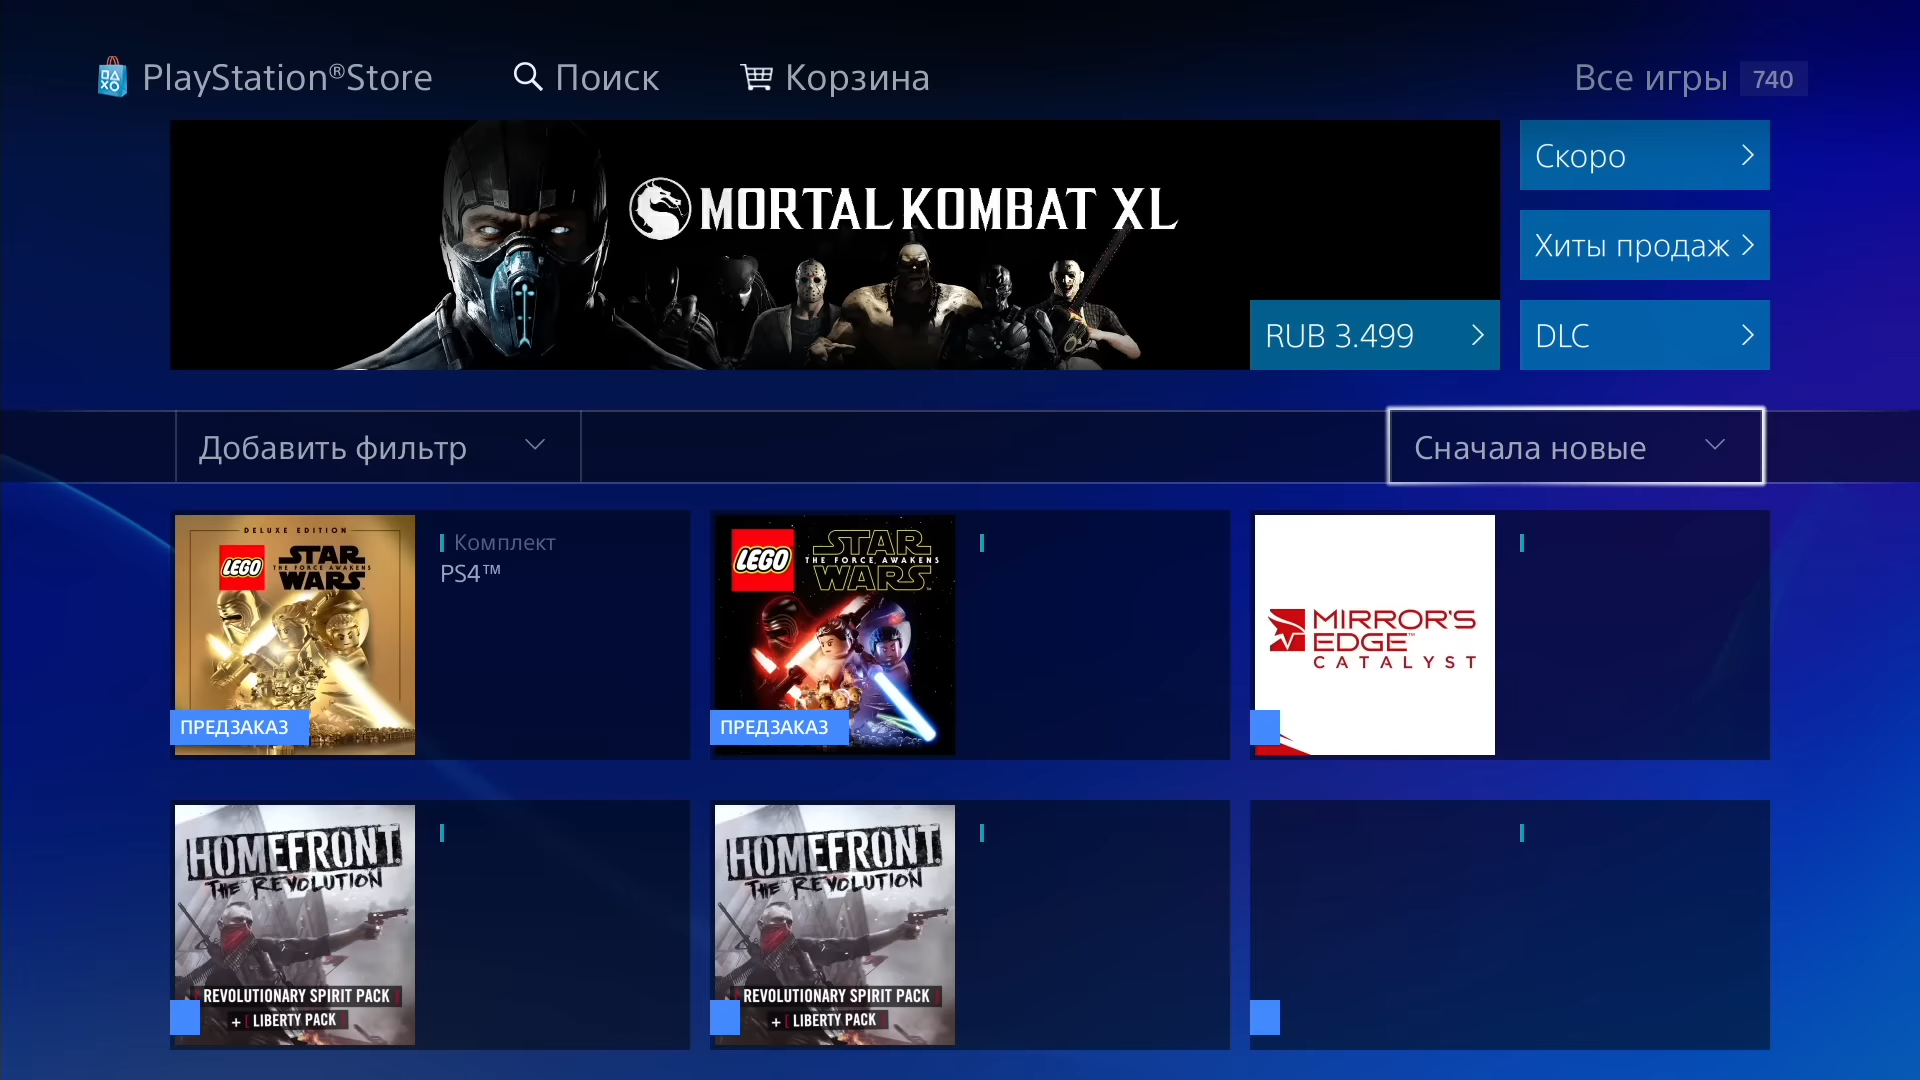 PlayStation®Store
Поиск
Корзина
Все игры 740
MORTAL KOMBAT XL
RUB 3.499
Скоро
Хиты продаж
DLC
Добавить фильтр
Сначала новые
DELUXE EDITION
LEGO STAR WARS
THE FORCE AWAKENS
ПРЕДЗАКАЗ
Комплект
PS4™
LEGO STAR WARS
THE FORCE AWAKENS
ПРЕДЗАКАЗ
MIRROR'S
EDGE™
CATALYST
HOMEFRONT®
THE REVOLUTION
REVOLUTIONARY SPIRIT PACK
+ LIBERTY PACK
HOMEFRONT®
THE REVOLUTION
REVOLUTIONARY SPIRIT PACK
+ LIBERTY PACK